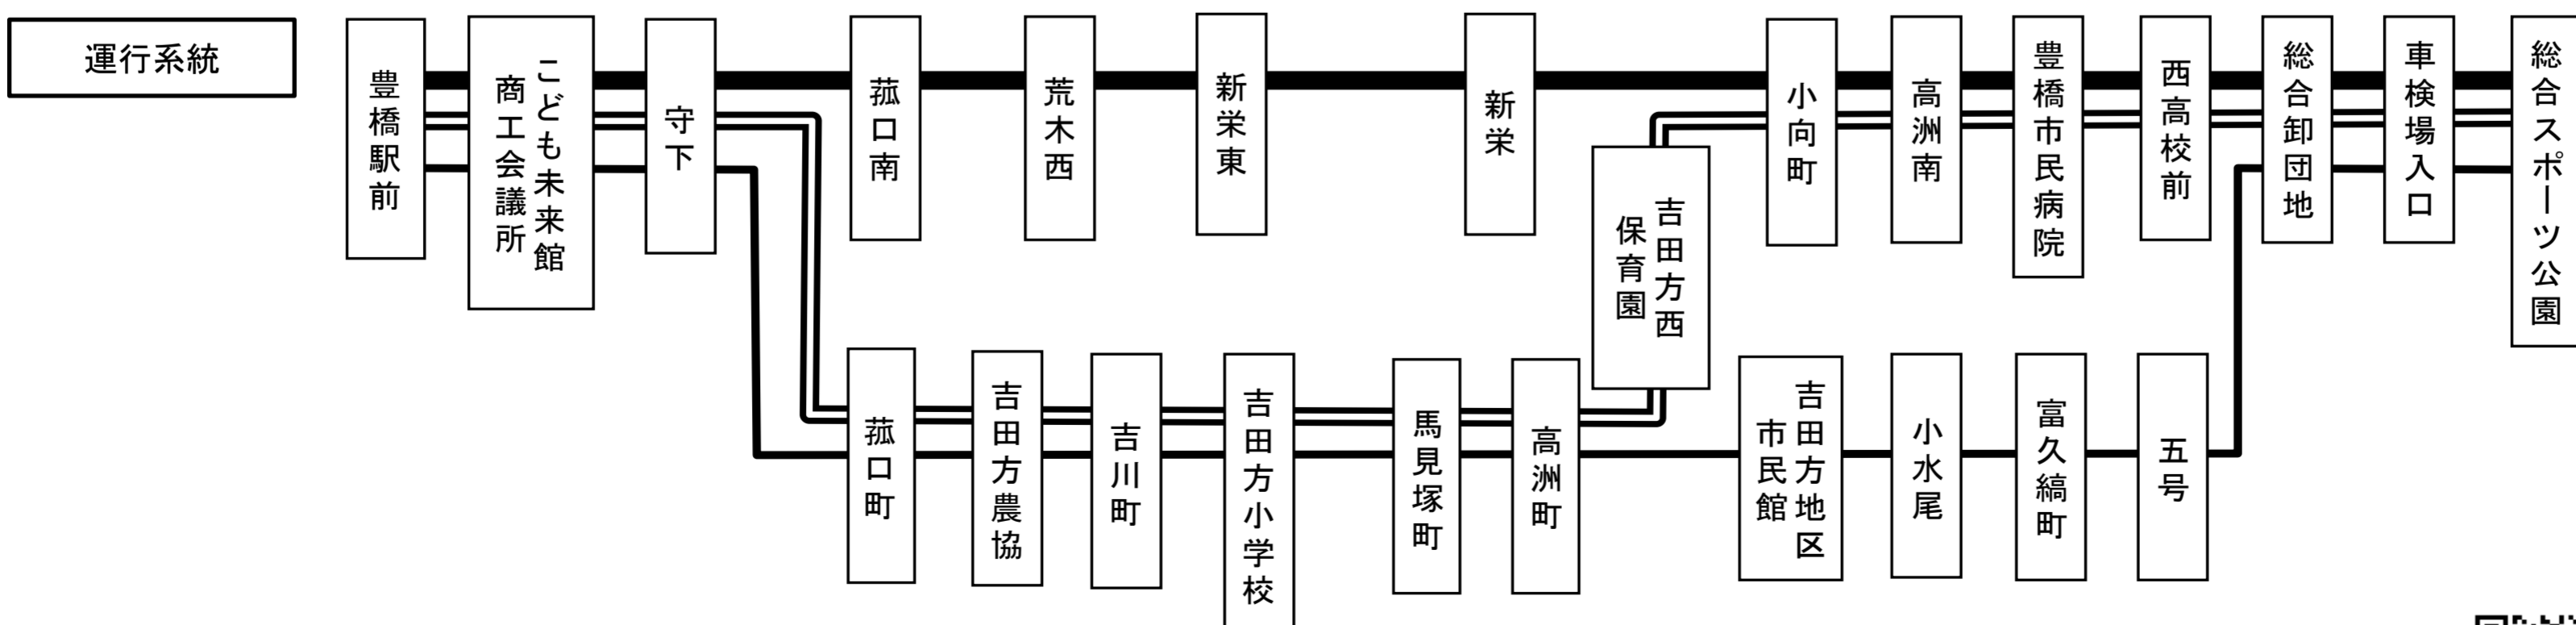 運行系統
豊橋駅前
こども未来館
商工会議所
守下
菰口南
荒木西
新栄東
新栄
小向町
高洲南
豊橋市民病院
西高校前
総合卸団地
車検場入口
総合スポーツ公園
吉田方西
保育園
菰口町
吉田方農協
吉川町
吉田方小学校
馬見塚町
高洲町
吉田方地区
市民館
小水尾
富久縞町
五号